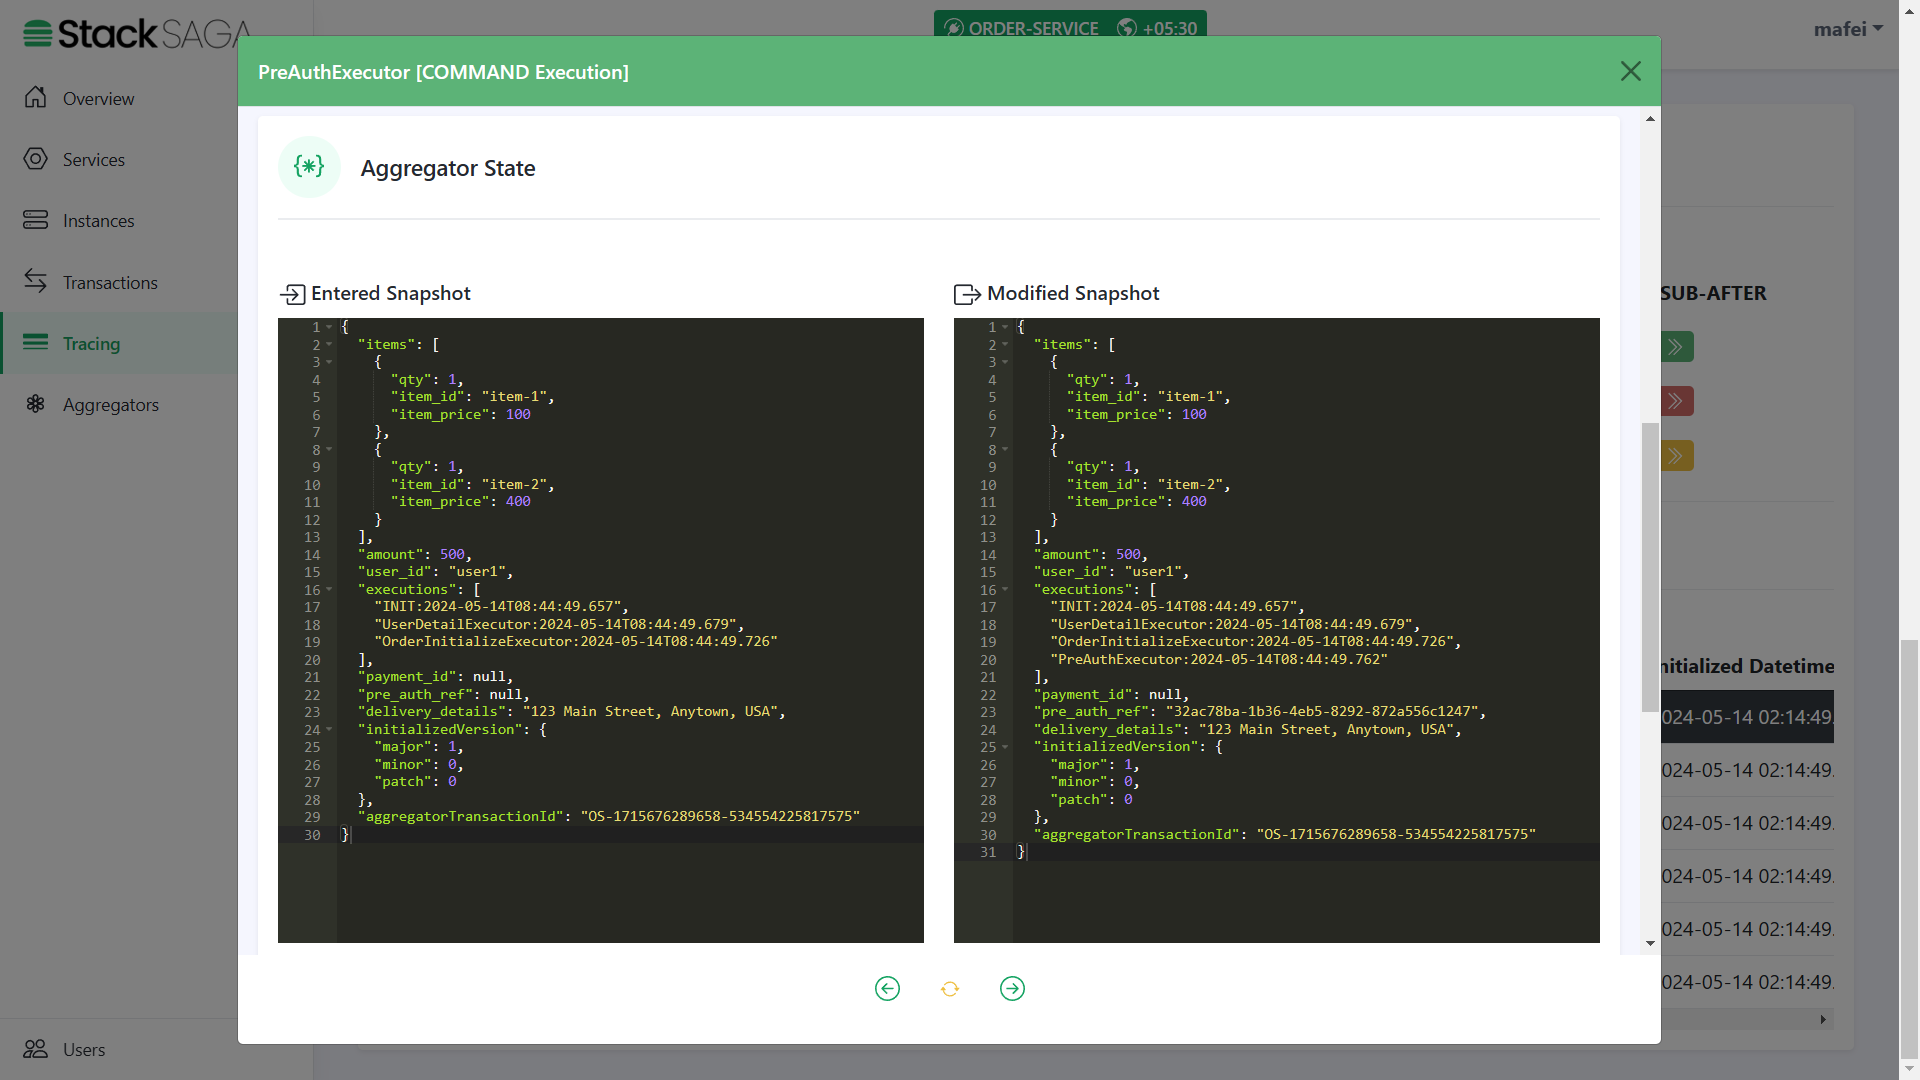 StackSAGA
ORDER-SERVICE +05:30
mafei
Overview
Services
Instances
Transactions
Tracing
Aggregators
Users
PreAuthExecutor [COMMAND Execution]
{*} Aggregator State
Entered Snapshot
1 {
2 "items": [
3 {
4 "qty": 1,
5 "item_id": "item-1",
6 "item_price": 100
7 },
8 {
9 "qty": 1,
10 "item_id": "item-2",
11 "item_price": 400
12 }
13 ],
14 "amount": 500,
15 "user_id": "user1",
16 "executions": [
17 "INIT:2024-05-14T08:44:49.657",
18 "UserDetailExecutor:2024-05-14T08:44:49.679",
19 "OrderInitializeExecutor:2024-05-14T08:44:49.726"
20 ],
21 "payment_id": null,
22 "pre_auth_ref": null,
23 "delivery_details": "123 Main Street, Anytown, USA",
24 "initializedVersion": {
25 "major": 1,
26 "minor": 0,
27 "patch": 0
28 },
29 "aggregatorTransactionId": "OS-1715676289658-534554225817575"
30 }
Modified Snapshot
1 {
2 "items": [
3 {
4 "qty": 1,
5 "item_id": "item-1",
6 "item_price": 100
7 },
8 {
9 "qty": 1,
10 "item_id": "item-2",
11 "item_price": 400
12 }
13 ],
14 "amount": 500,
15 "user_id": "user1",
16 "executions": [
17 "INIT:2024-05-14T08:44:49.657",
18 "UserDetailExecutor:2024-05-14T08:44:49.679",
19 "OrderInitializeExecutor:2024-05-14T08:44:49.726",
20 "PreAuthExecutor:2024-05-14T08:44:49.762"
21 ],
22 "payment_id": null,
23 "pre_auth_ref": "32ac78ba-1b36-4eb5-8292-872a556c1247",
24 "delivery_details": "123 Main Street, Anytown, USA",
25 "initializedVersion": {
26 "major": 1,
27 "minor": 0,
28 "patch": 0
29 },
30 "aggregatorTransactionId": "OS-1715676289658-534554225817575"
31 }
SUB-AFTER
nitialized Datetime
024-05-14 02:14:49.
024-05-14 02:14:49.
024-05-14 02:14:49.
024-05-14 02:14:49.
024-05-14 02:14:49.
024-05-14 02:14:49.